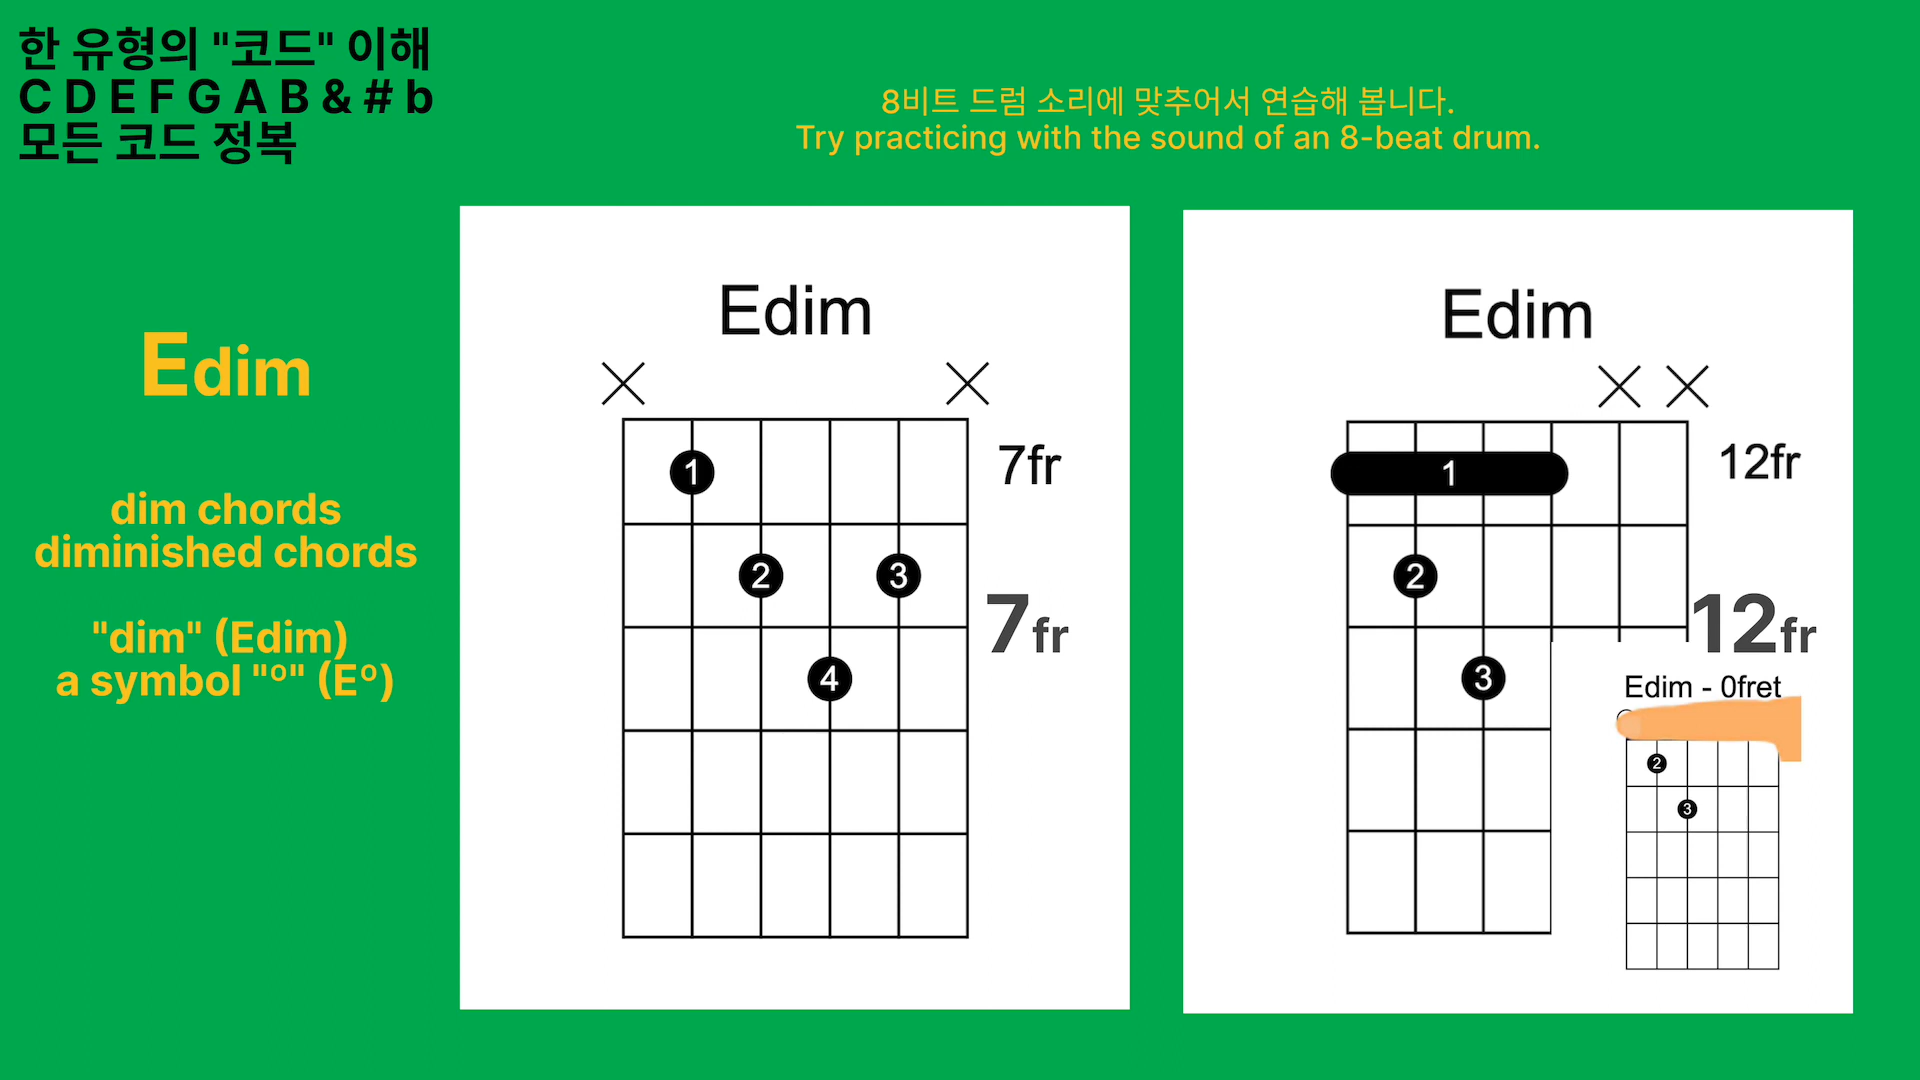 한 유형의 "코드" 이해
C D E F G A B & # b
모든 코드 정복
8비트 드럼 소리에 맞추어서 연습해 봅니다.
Try practicing with the sound of an 8-beat drum.
Edim
dim chords
diminished chords
"dim" (Edim)
a symbol "º" (Eº)
Edim
7fr
1
2
3
7fr
4
Edim
12fr
1
2
12fr
3
Edim - 0fret
2
3